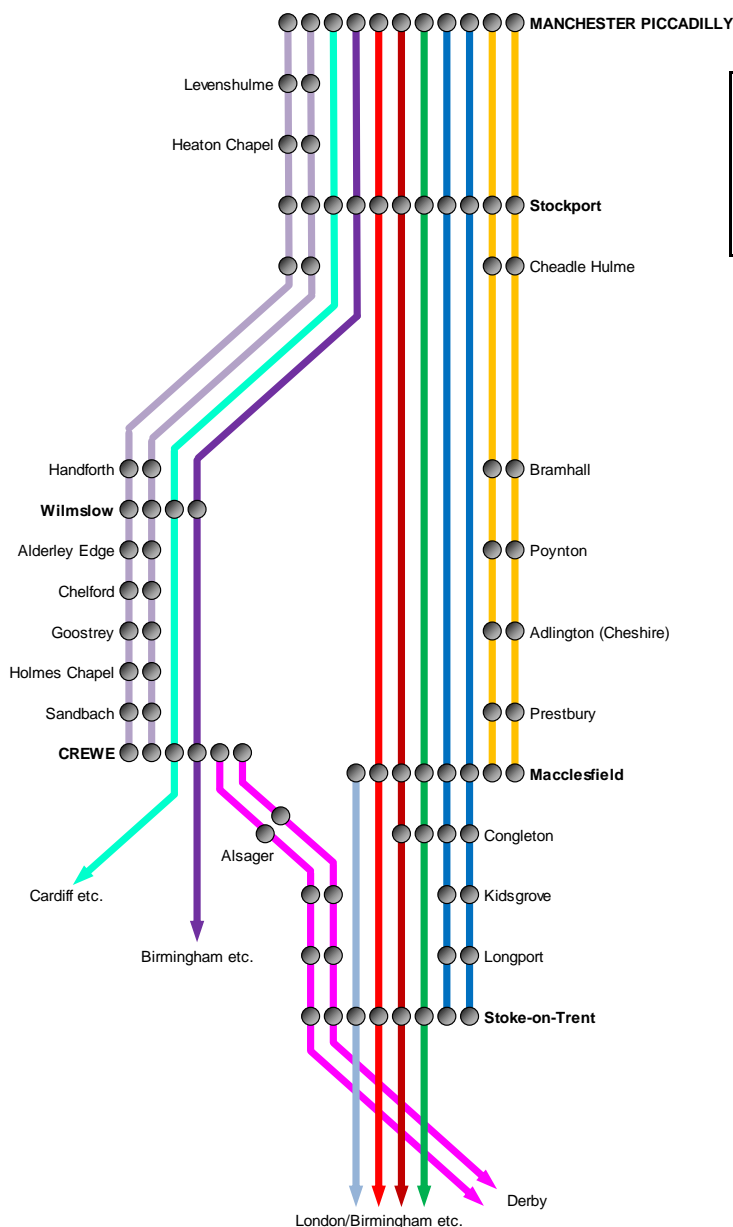 MANCHESTER PICCADILLY
Levenshulme
Heaton Chapel
Stockport
Cheadle Hulme
Handforth
Bramhall
Wilmslow
Alderley Edge
Poynton
Chelford
Goostrey
Adlington (Cheshire)
Holmes Chapel
Sandbach
Prestbury
CREWE
Macclesfield
Congleton
Alsager
Cardiff etc.
Kidsgrove
Birmingham etc.
Longport
Stoke-on-Trent
Derby
London/Birmingham etc.